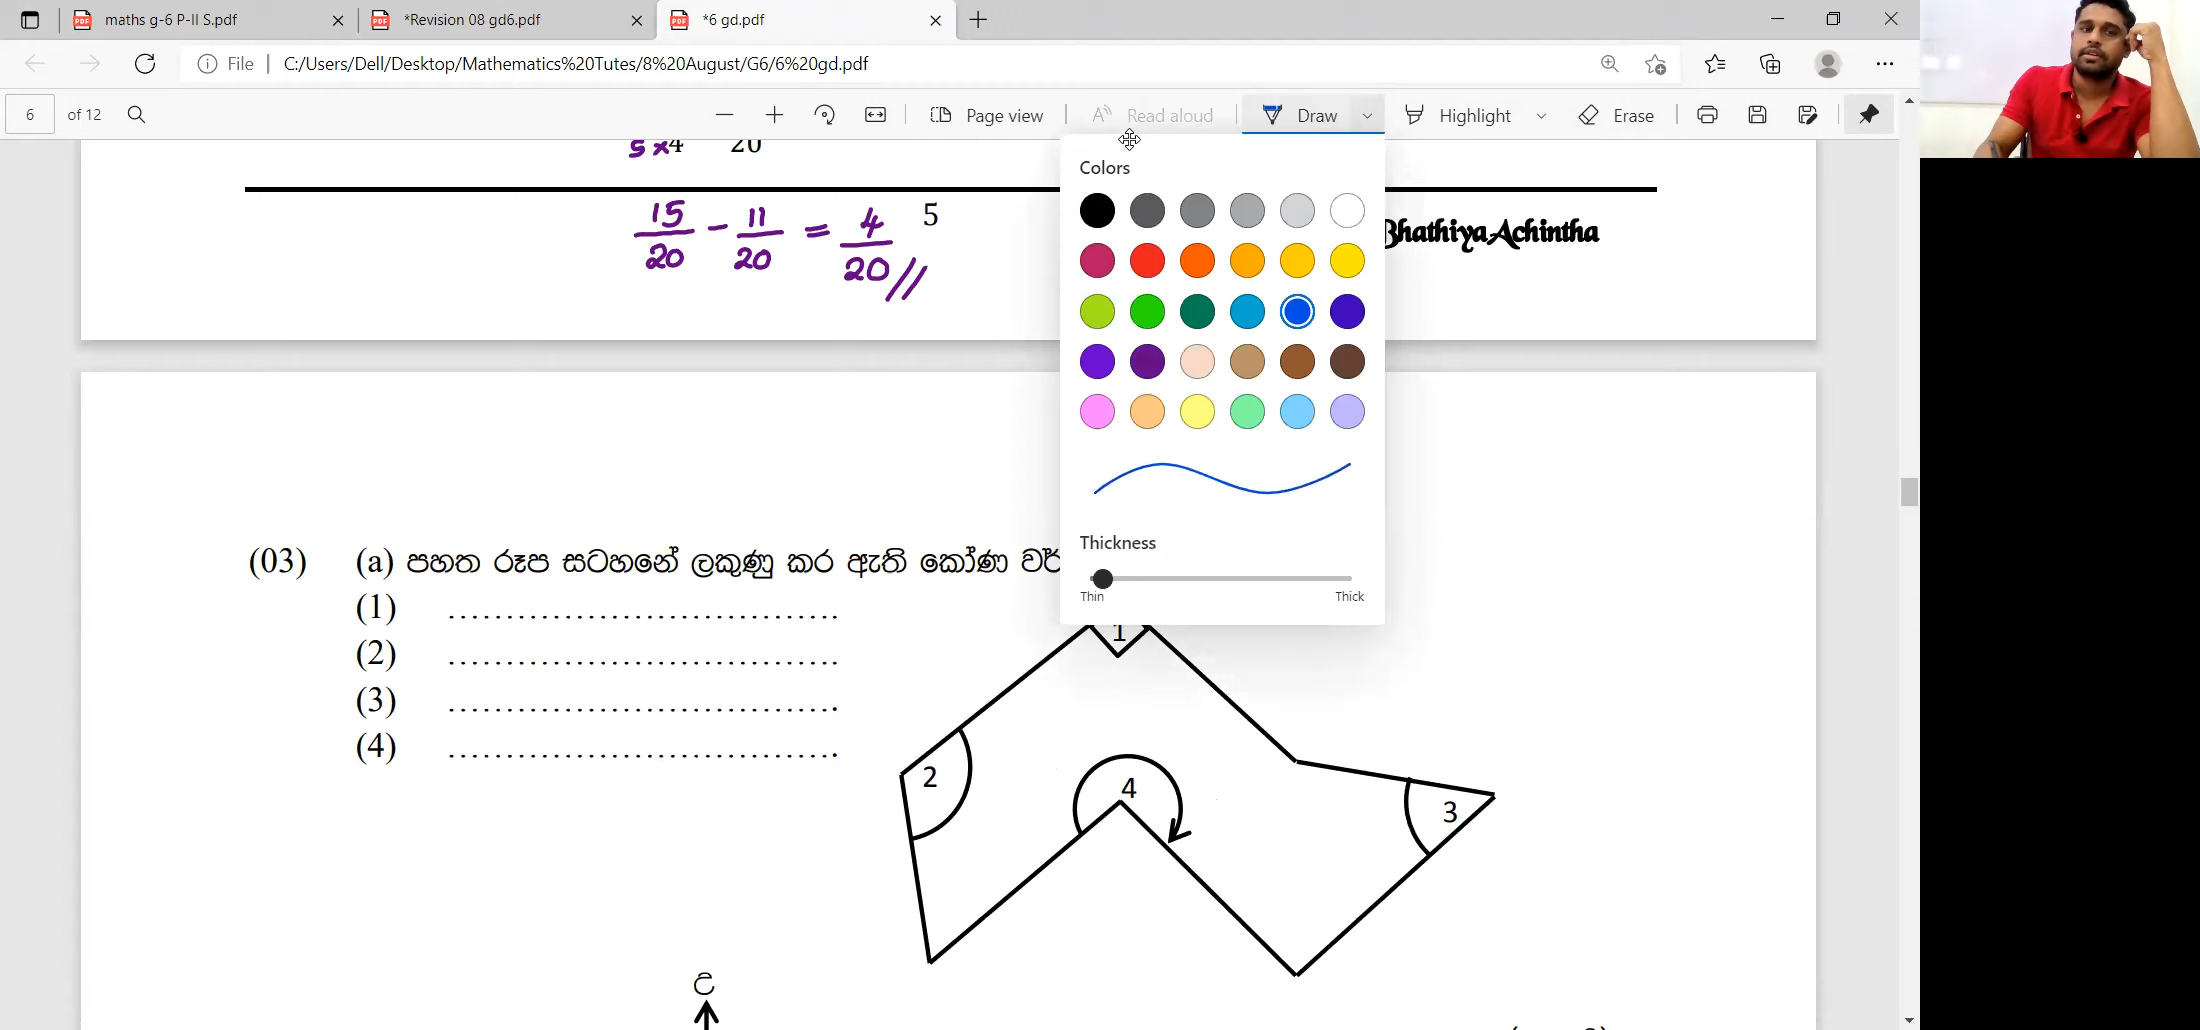 maths g-6 P-II S.pdf
*Revision 08 gd6.pdf
*6 gd.pdf
File
C:/Users/Dell/Desktop/Mathematics%20Tutes/8%20August/G6/6%20gd.pdf
6 of 12
Page view
Read aloud
Draw
Highlight
Erase
5 ×4 20
15/20 - 11/20 = 4/20 //
5
BhathiyaAchintha
Colors
Thickness
Thin Thick
(03) (a) පහත රූප සටහනේ ලකුණු කර ඇති කෝණ වර්
(1) ....................................
(2) ....................................
(3) ....................................
(4) ....................................
1
2
4
3
උ